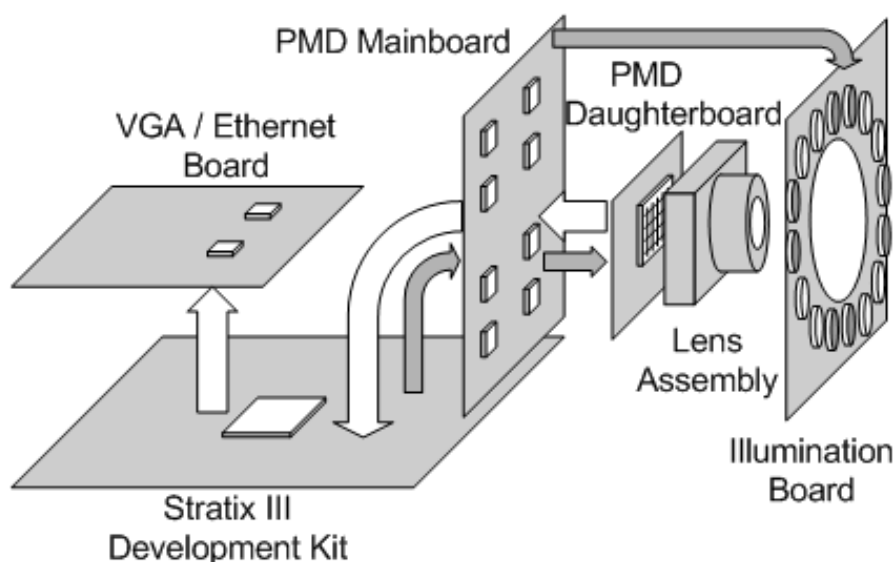 PMD Mainboard
PMD
Daughterboard
VGA / Ethernet
Board
Lens
Assembly
Illumination
Board
Stratix III
Development Kit